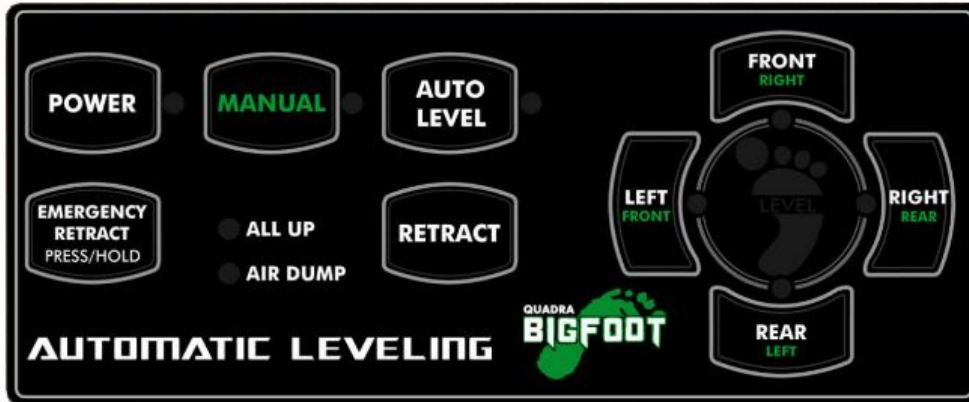 POWER
MANUAL
AUTO
LEVEL
EMERGENCY
RETRACT
PRESS/HOLD
ALL UP
AIR DUMP
RETRACT
FRONT
RIGHT
LEFT
FRONT
LEVEL
RIGHT
REAR
REAR
LEFT
AUTOMATIC LEVELING
QUADRA
BIGFOOT